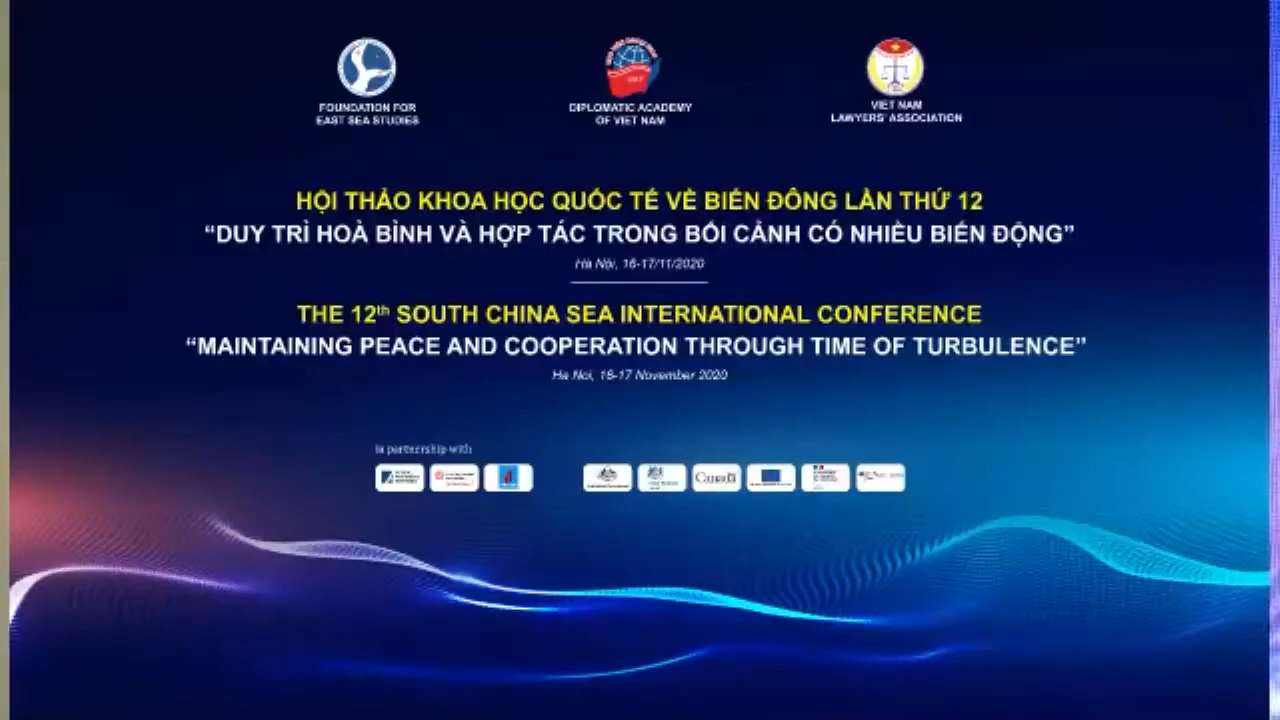 FOUNDATION FOR
EAST SEA STUDIES
DIPLOMATIC ACADEMY
OF VIET NAM
VIET NAM
LAWYERS' ASSOCIATION
HỘI THẢO KHOA HỌC QUỐC TẾ VỀ BIỂN ĐÔNG LẦN THỨ 12
“DUY TRÌ HOÀ BÌNH VÀ HỢP TÁC TRONG BỐI CẢNH CÓ NHIỀU BIẾN ĐỘNG”
Hà Nội, 16-17/11/2020
THE 12th SOUTH CHINA SEA INTERNATIONAL CONFERENCE
“MAINTAINING PEACE AND COOPERATION THROUGH TIME OF TURBULENCE”
Ha Noi, 16-17 November 2020
In partnership with
Canada